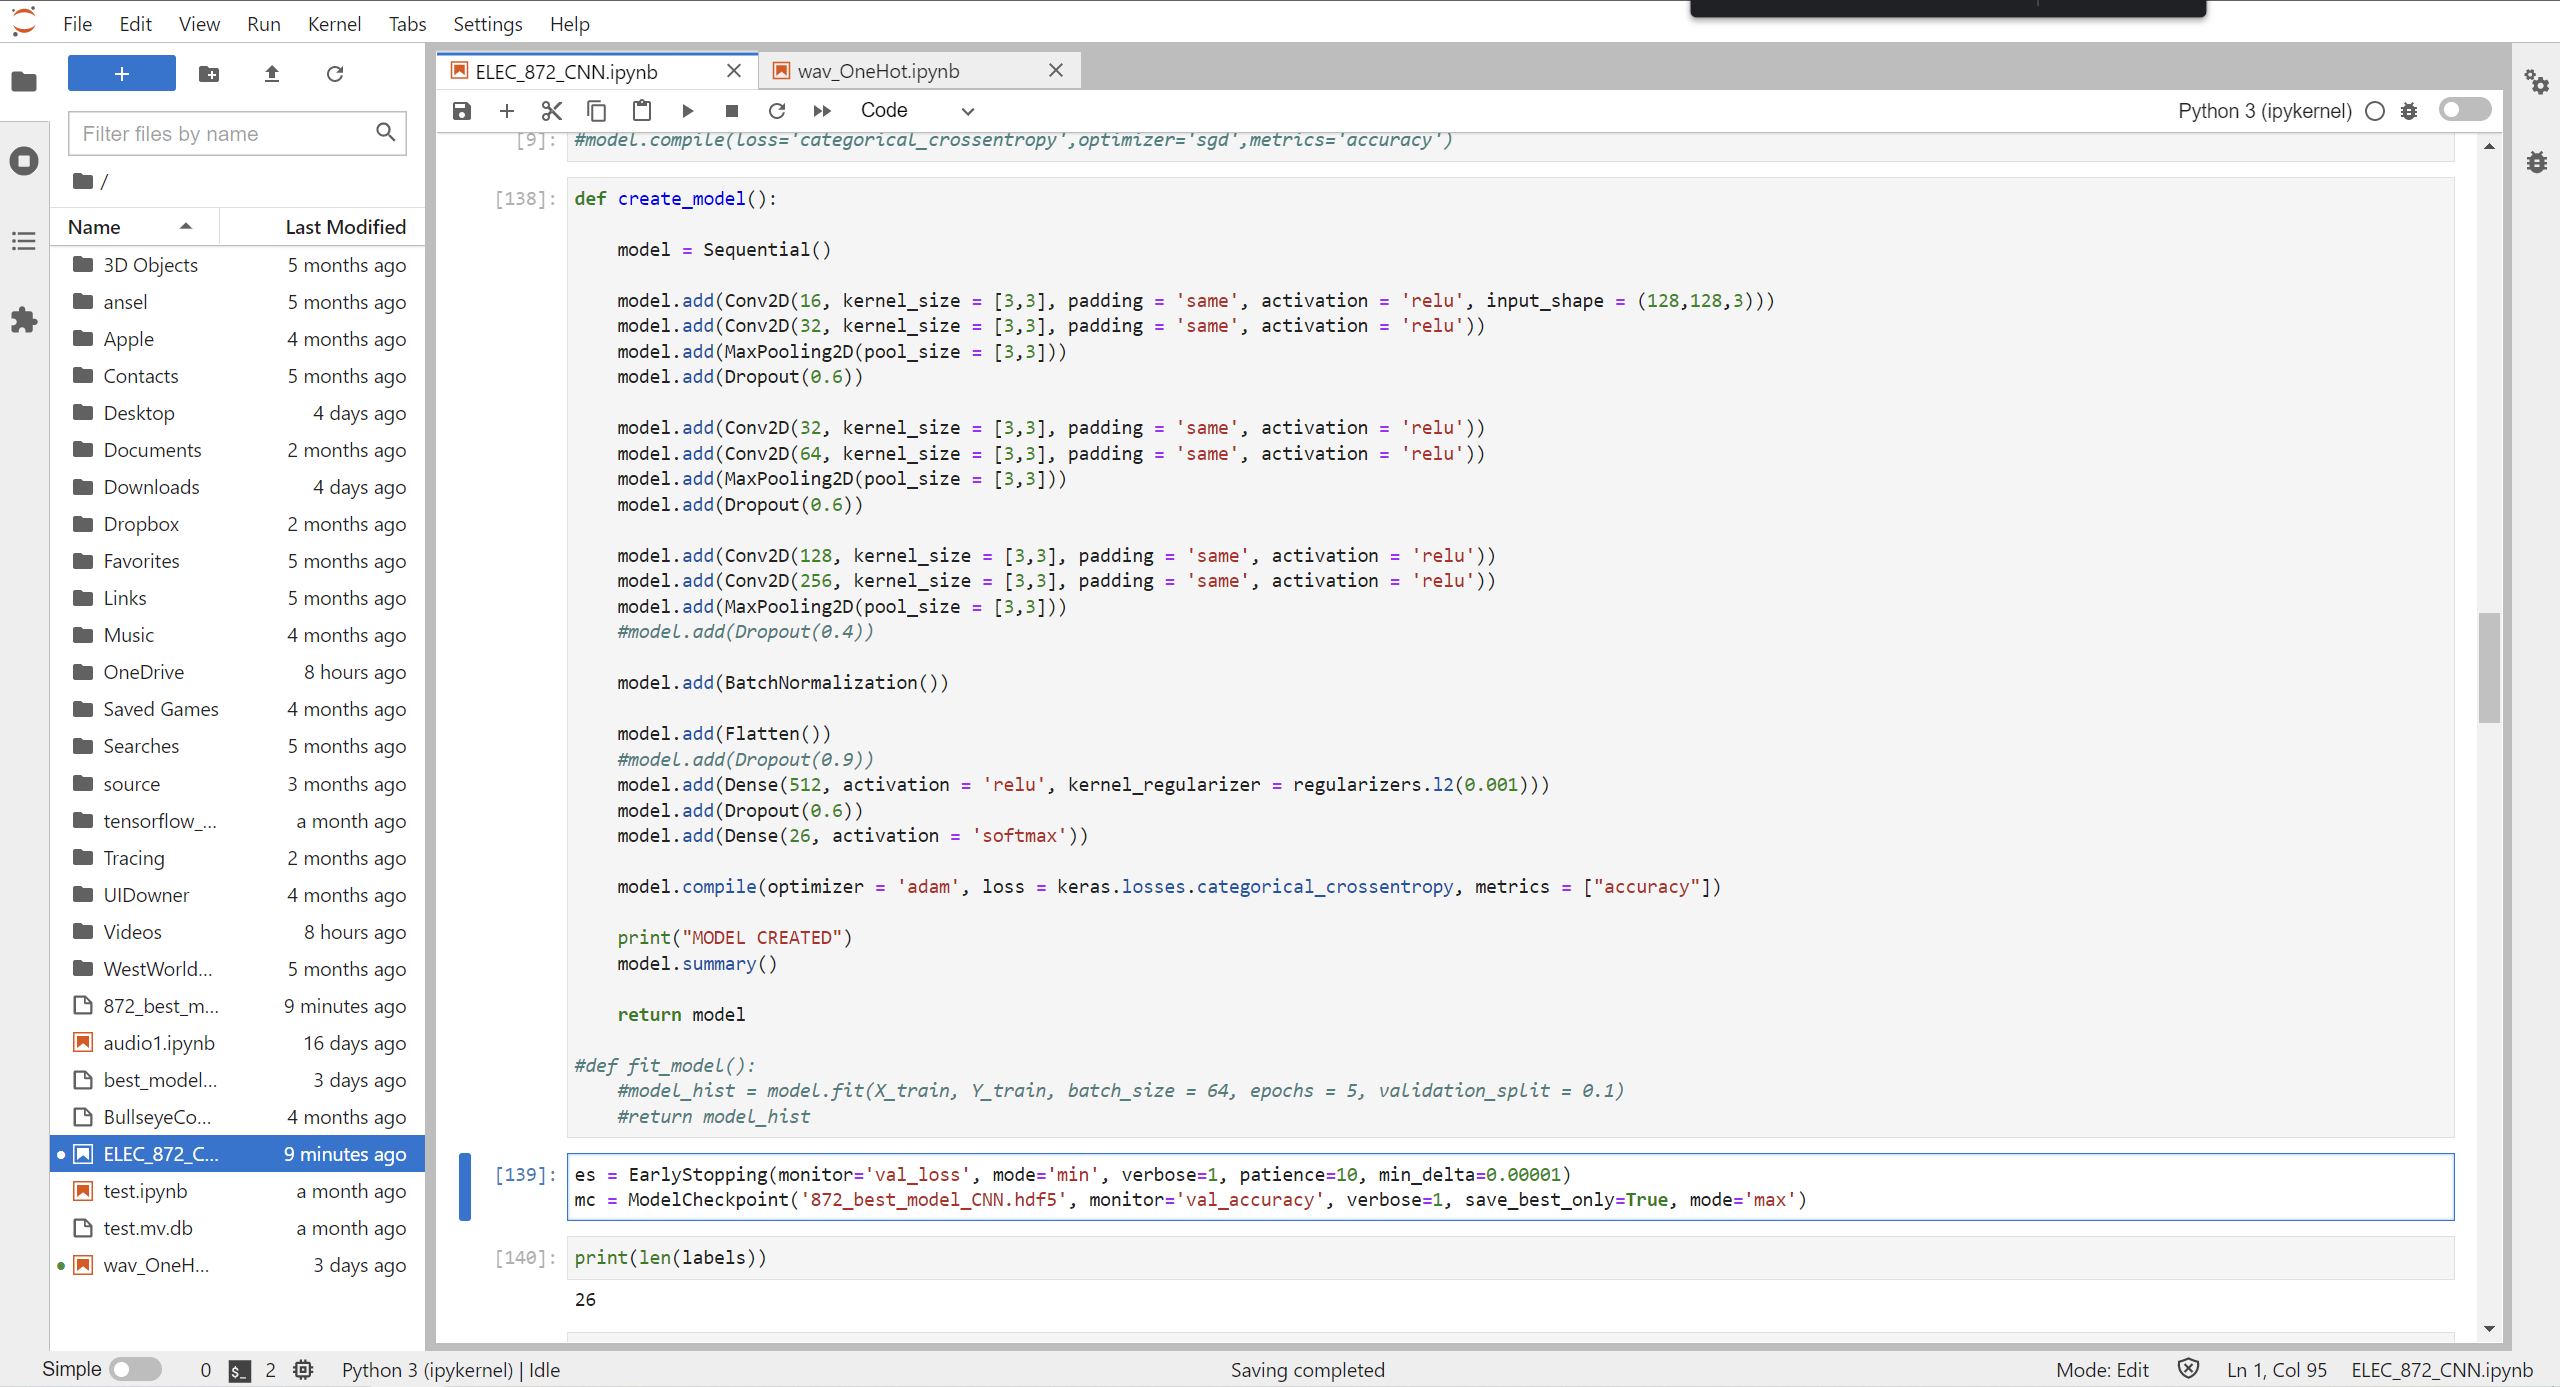 File Edit View Run Kernel Tabs Settings Help
Filter files by name
/
Name Last Modified
3D Objects 5 months ago
ansel 5 months ago
Apple 4 months ago
Contacts 5 months ago
Desktop 4 days ago
Documents 2 months ago
Downloads 4 days ago
Dropbox 2 months ago
Favorites 5 months ago
Links 5 months ago
Music 4 months ago
OneDrive 8 hours ago
Saved Games 4 months ago
Searches 5 months ago
source 3 months ago
tensorflow_... a month ago
Tracing 2 months ago
UIDowner 4 months ago
Videos 8 hours ago
WestWorld... 5 months ago
872_best_m... 9 minutes ago
audio1.ipynb 16 days ago
best_model... 3 days ago
BullseyeCo... 4 months ago
ELEC_872_C... 9 minutes ago
test.ipynb a month ago
test.mv.db a month ago
wav_OneH... 3 days ago
ELEC_872_CNN.ipynb wav_OneHot.ipynb
Code Python 3 (ipykernel)
[9]: #model.compile(loss='categorical_crossentropy',optimizer='sgd',metrics='accuracy')
[138]: def create_model():
model = Sequential()
model.add(Conv2D(16, kernel_size = [3,3], padding = 'same', activation = 'relu', input_shape = (128,128,3)))
model.add(Conv2D(32, kernel_size = [3,3], padding = 'same', activation = 'relu'))
model.add(MaxPooling2D(pool_size = [3,3]))
model.add(Dropout(0.6))
model.add(Conv2D(32, kernel_size = [3,3], padding = 'same', activation = 'relu'))
model.add(Conv2D(64, kernel_size = [3,3], padding = 'same', activation = 'relu'))
model.add(MaxPooling2D(pool_size = [3,3]))
model.add(Dropout(0.6))
model.add(Conv2D(128, kernel_size = [3,3], padding = 'same', activation = 'relu'))
model.add(Conv2D(256, kernel_size = [3,3], padding = 'same', activation = 'relu'))
model.add(MaxPooling2D(pool_size = [3,3]))
#model.add(Dropout(0.4))
model.add(BatchNormalization())
model.add(Flatten())
#model.add(Dropout(0.9))
model.add(Dense(512, activation = 'relu', kernel_regularizer = regularizers.l2(0.001)))
model.add(Dropout(0.6))
model.add(Dense(26, activation = 'softmax'))
model.compile(optimizer = 'adam', loss = keras.losses.categorical_crossentropy, metrics = ["accuracy"])
print("MODEL CREATED")
model.summary()
return model
#def fit_model():
#model_hist = model.fit(X_train, Y_train, batch_size = 64, epochs = 5, validation_split = 0.1)
#return model_hist
[139]: es = EarlyStopping(monitor='val_loss', mode='min', verbose=1, patience=10, min_delta=0.00001)
mc = ModelCheckpoint('872_best_model_CNN.hdf5', monitor='val_accuracy', verbose=1, save_best_only=True, mode='max')
[140]: print(len(labels))
26
Simple 0 $_ 2 Python 3 (ipykernel) | Idle Saving completed Mode: Edit Ln 1, Col 95 ELEC_872_CNN.ipynb